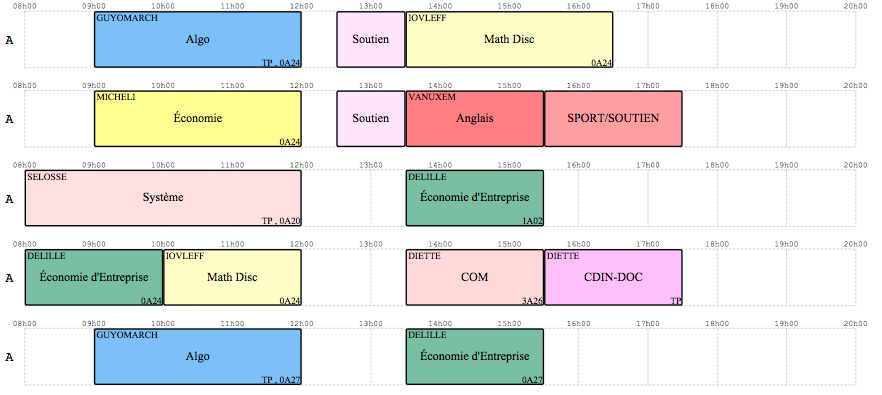 08h00 09h00 10h00 11h00 12h00 13h00 14h00 15h00 16h00 17h00 18h00 19h00 20h00
GUYOMARCH IOVLEFF
A Algo Soutien Math Disc
TP , 0A24 0A24
08h00 09h00 10h00 11h00 12h00 13h00 14h00 15h00 16h00 17h00 18h00 19h00 20h00
MICHELI VANUXEM
A Économie Soutien Anglais SPORT/SOUTIEN
0A24
08h00 09h00 10h00 11h00 12h00 13h00 14h00 15h00 16h00 17h00 18h00 19h00 20h00
SELOSSE DELILLE
A Système Économie d'Entreprise
TP , 0A20 1A02
08h00 09h00 10h00 11h00 12h00 13h00 14h00 15h00 16h00 17h00 18h00 19h00 20h00
DELILLE IOVLEFF DIETTE DIETTE
A Économie d'Entreprise Math Disc COM CDIN-DOC
0A24 0A24 3A26 TP
08h00 09h00 10h00 11h00 12h00 13h00 14h00 15h00 16h00 17h00 18h00 19h00 20h00
GUYOMARCH DELILLE
A Algo Économie d'Entreprise
TP , 0A27 0A27